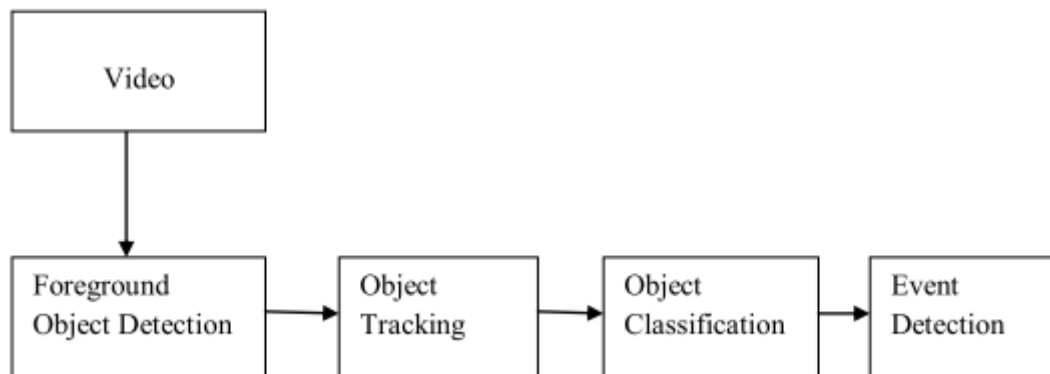 Video
Foreground
Object Detection
Object
Tracking
Object
Classification
Event
Detection